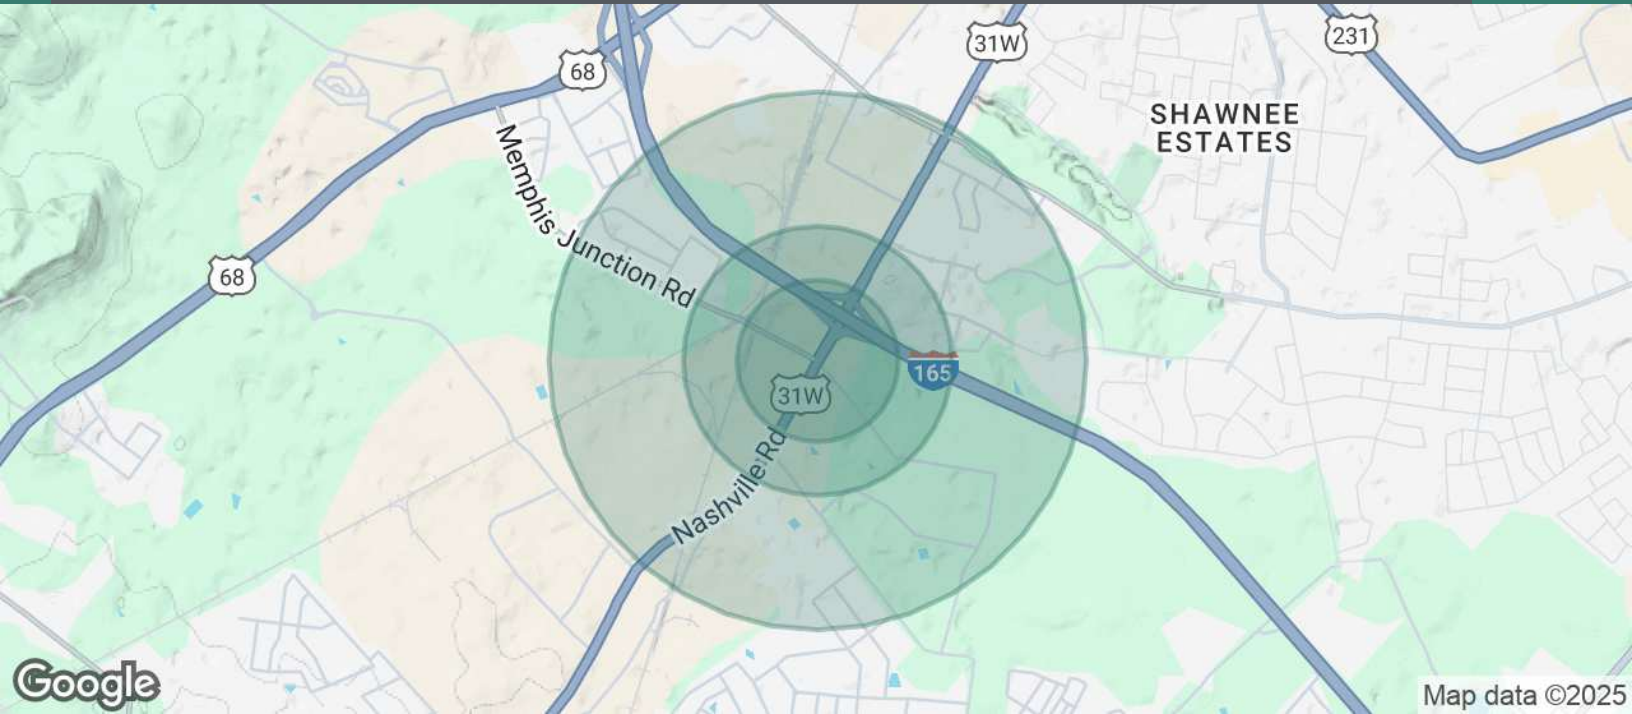 31W
231
68
SHAWNEE
ESTATES
Memphis Junction Rd
68
165
31W
Nashville Rd
Google
Map data ©2025